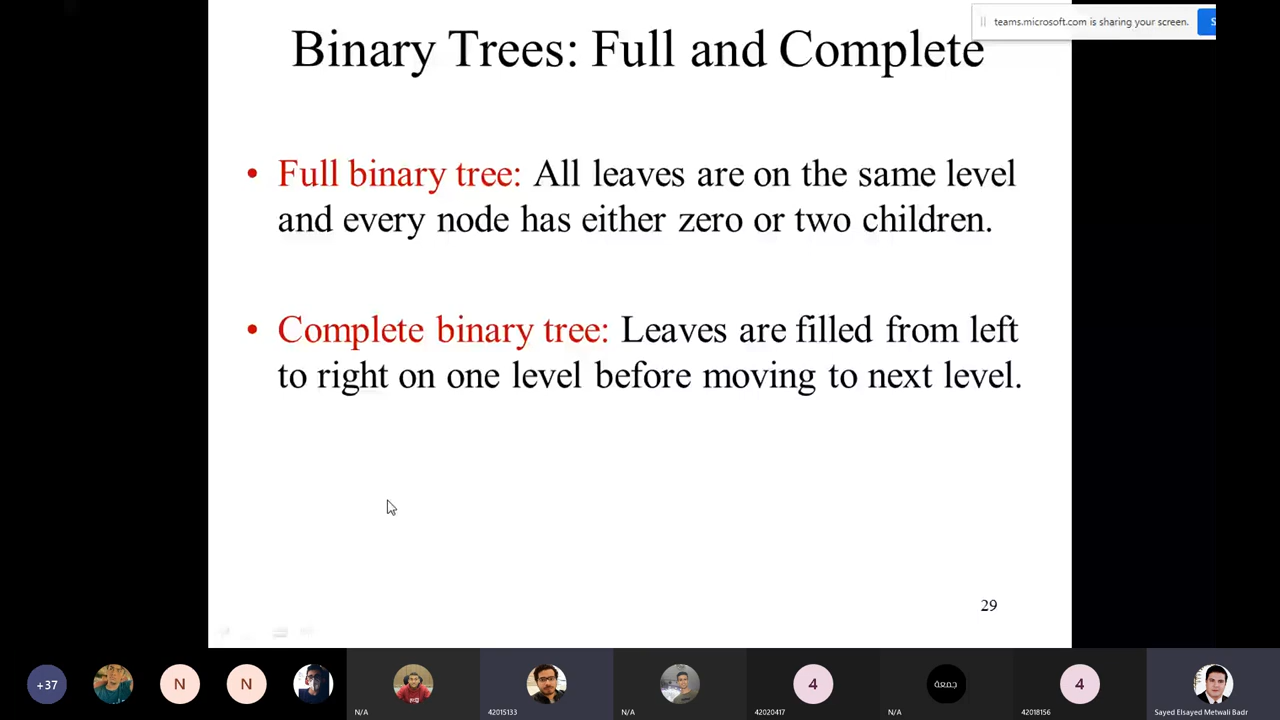 teams.microsoft.com is sharing your screen.
S
Binary Trees: Full and Complete
• Full binary tree: All leaves are on the same level
and every node has either zero or two children.
• Complete binary tree: Leaves are filled from left
to right on one level before moving to next level.
29
+37
N
N
4
جمعة
4
N/A
42015133
N/A
42020417
N/A
42018156
Sayed Elsayed Metwali Badr